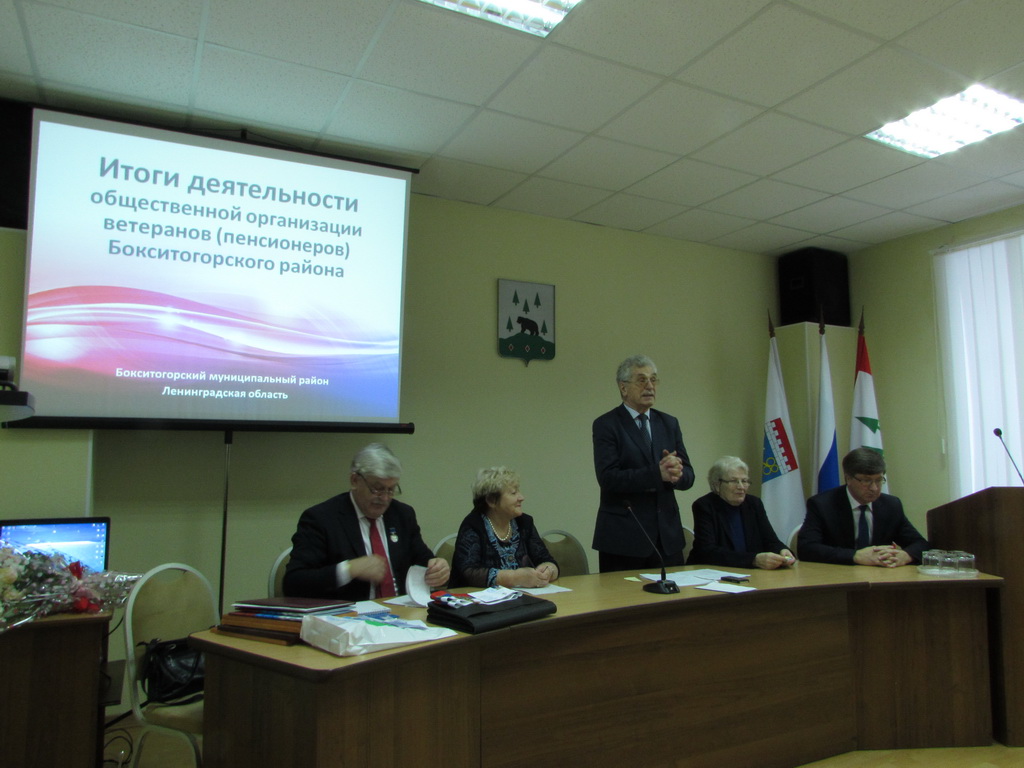 Итоги деятельности
общественной организации
ветеранов (пенсионеров)
Бокситогорского района
Бокситогорский муниципальный район
Ленинградская область